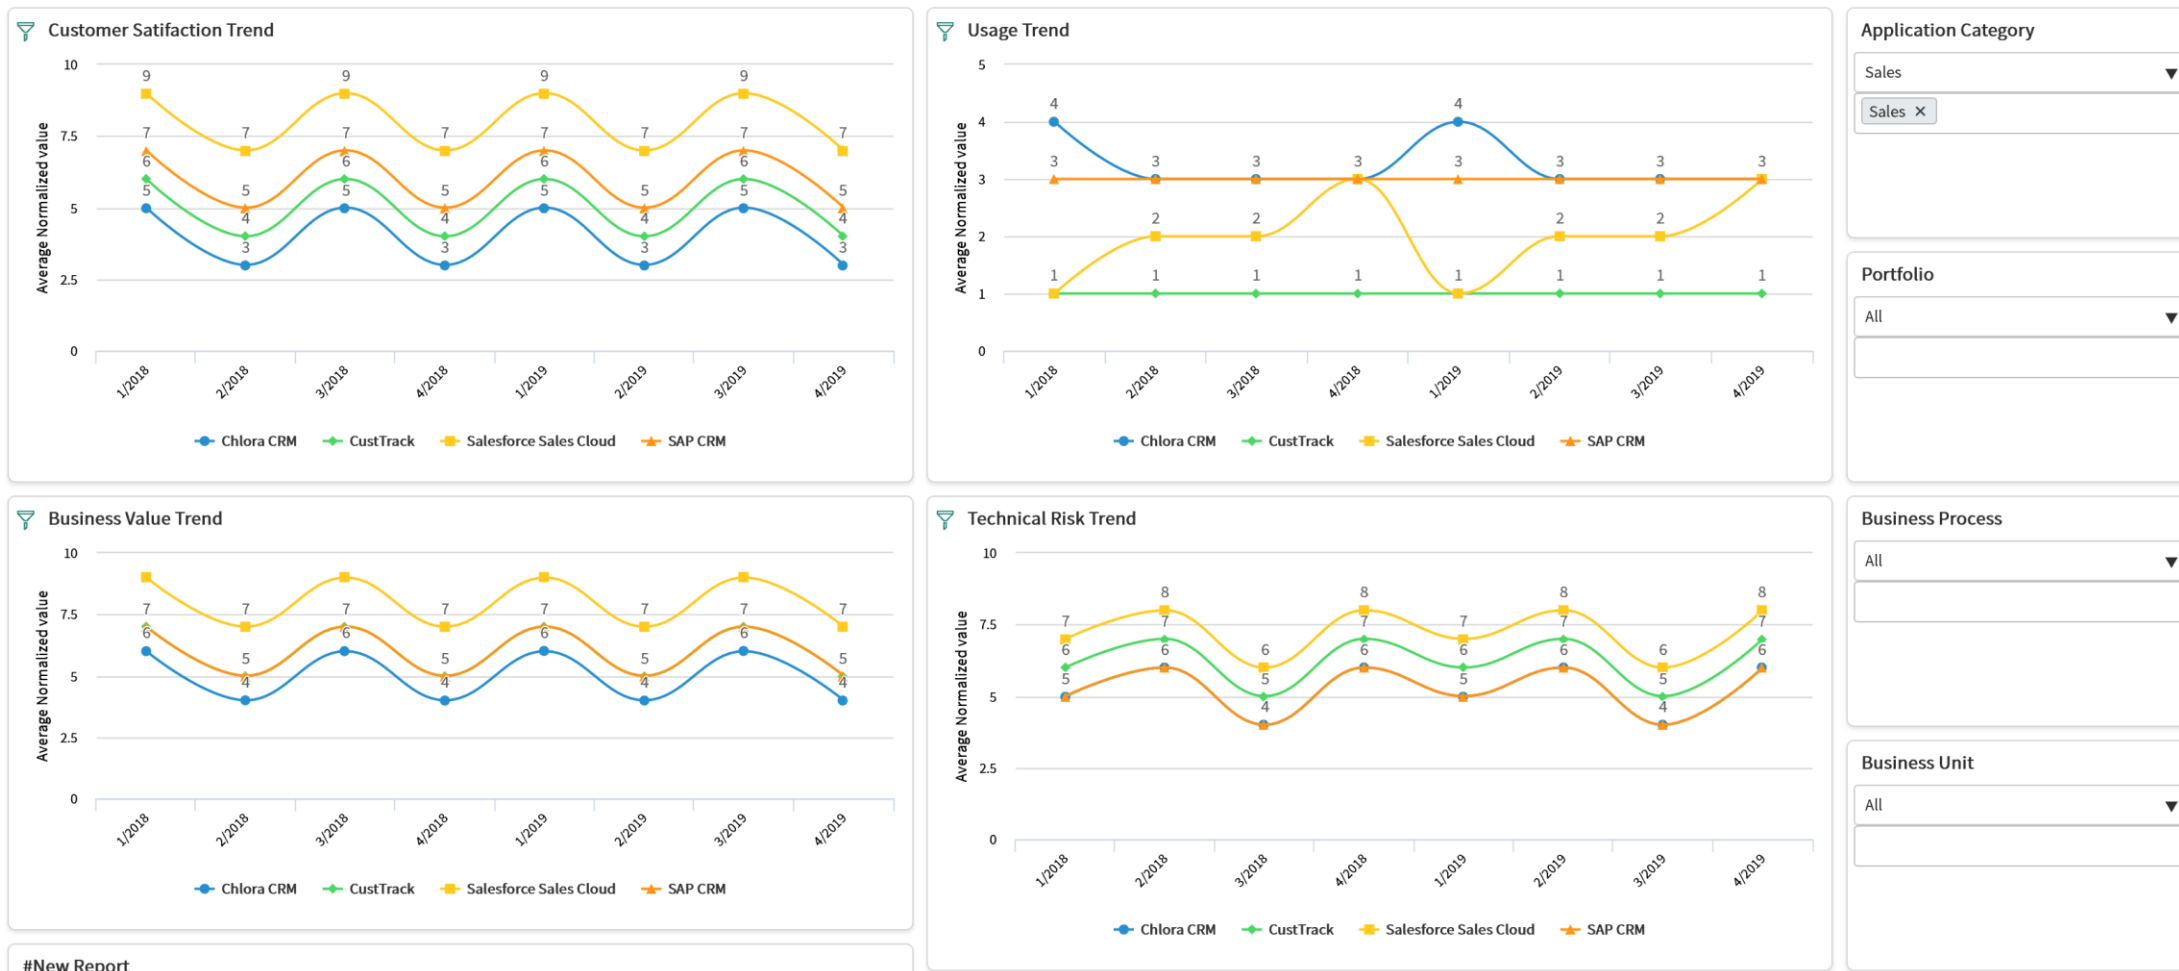 Customer Satifaction Trend
Average Normalized value
10
7.5
5
2.5
0
9 9 9 9
7 7 7 7 7 7 7 7
6 6 6 6
5 5 5 5 5 5 5 5
4 4 4 4
3 3 3 3
1/2018 2/2018 3/2018 4/2018 1/2019 2/2019 3/2019 4/2019
Chlora CRM CustTrack Salesforce Sales Cloud SAP CRM
Usage Trend
Average Normalized value
5
4
3
2
1
0
4 4
3 3 3 3 3 3 3 3
2 2 2 2
1 1 1 1 1 1 1 1
1/2018 2/2018 3/2018 4/2018 1/2019 2/2019 3/2019 4/2019
Chlora CRM CustTrack Salesforce Sales Cloud SAP CRM
Application Category
Sales
Sales ✕
Portfolio
All
Business Value Trend
Average Normalized value
10
7.5
5
2.5
0
7 7 7 7 7 7 7 7
6 6 6 6
5 5 5 5
4 4 4 4
1/2018 2/2018 3/2018 4/2018 1/2019 2/2019 3/2019 4/2019
Chlora CRM CustTrack Salesforce Sales Cloud SAP CRM
Technical Risk Trend
Average Normalized value
10
7.5
5
2.5
0
8 8 8 8
7 7 7 7 7 7
6 6 6 6 6 6 6 6
5 5 5 5
4 4
1/2018 2/2018 3/2018 4/2018 1/2019 2/2019 3/2019 4/2019
Chlora CRM CustTrack Salesforce Sales Cloud SAP CRM
Business Process
All
Business Unit
All
#New Report